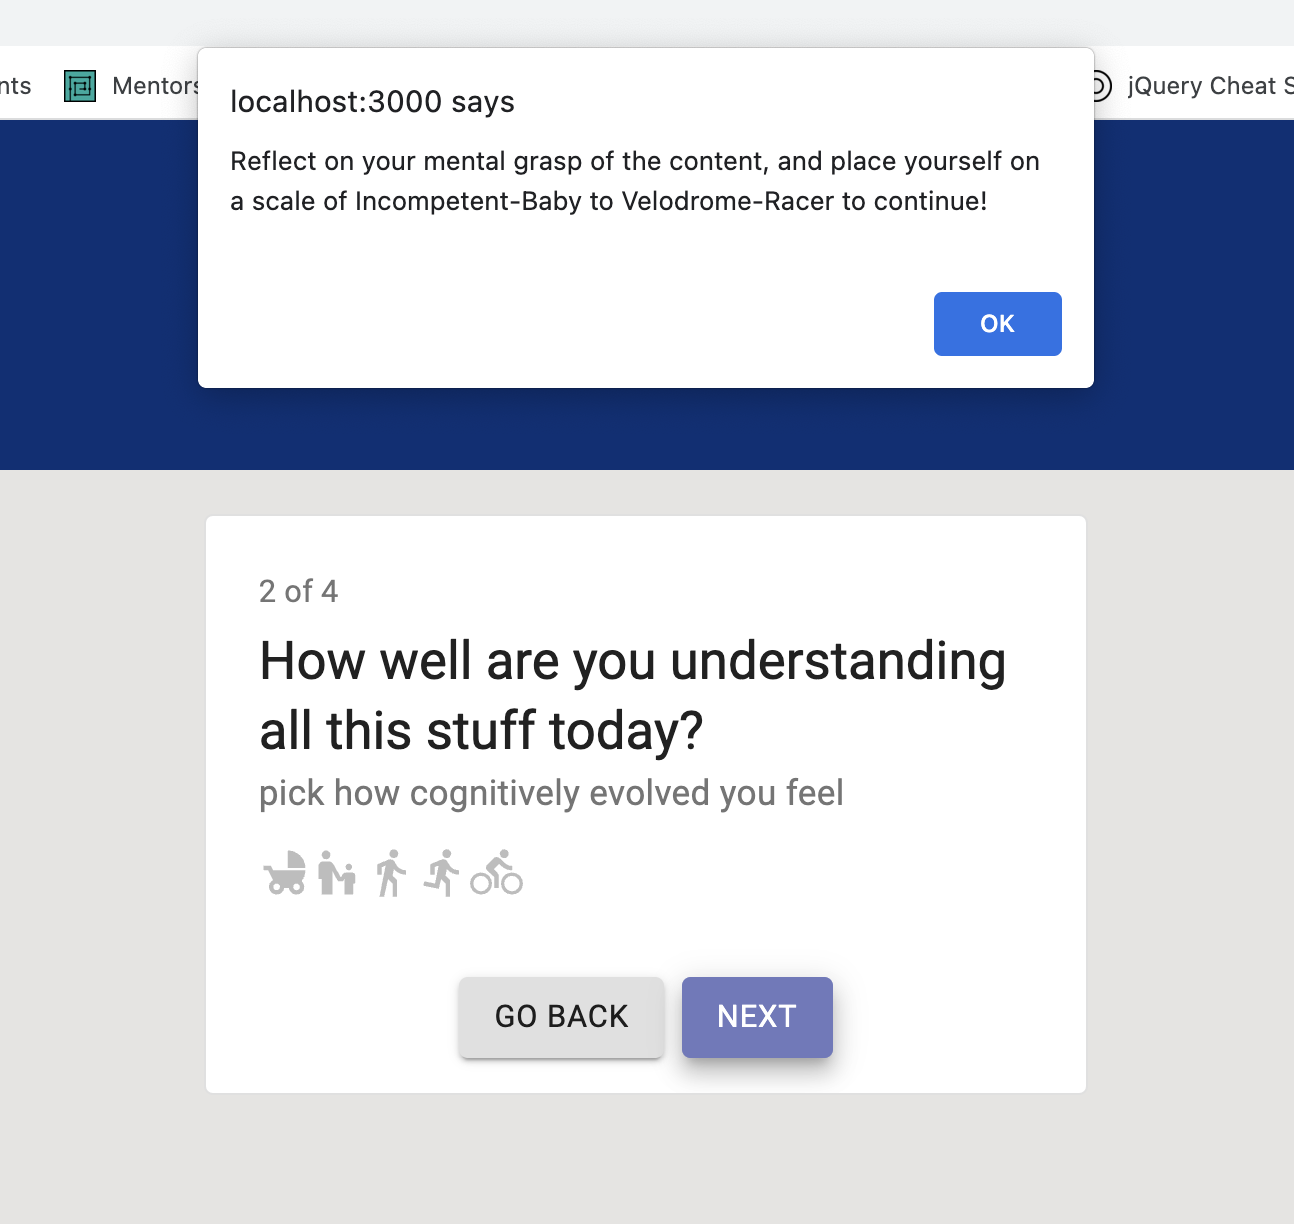 nts
Mentors
jQuery Cheat S
localhost:3000 says
Reflect on your mental grasp of the content, and place yourself on
a scale of Incompetent-Baby to Velodrome-Racer to continue!
OK
2 of 4
How well are you understanding
all this stuff today?
pick how cognitively evolved you feel
GO BACK
NEXT